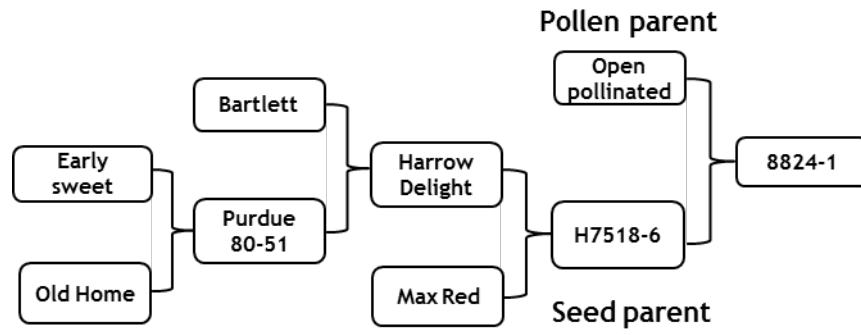 Pollen parent
Open
pollinated
Bartlett
8824-1
Early
sweet
Harrow
Delight
Purdue
80-51
H7518-6
Old Home
Max Red
Seed parent